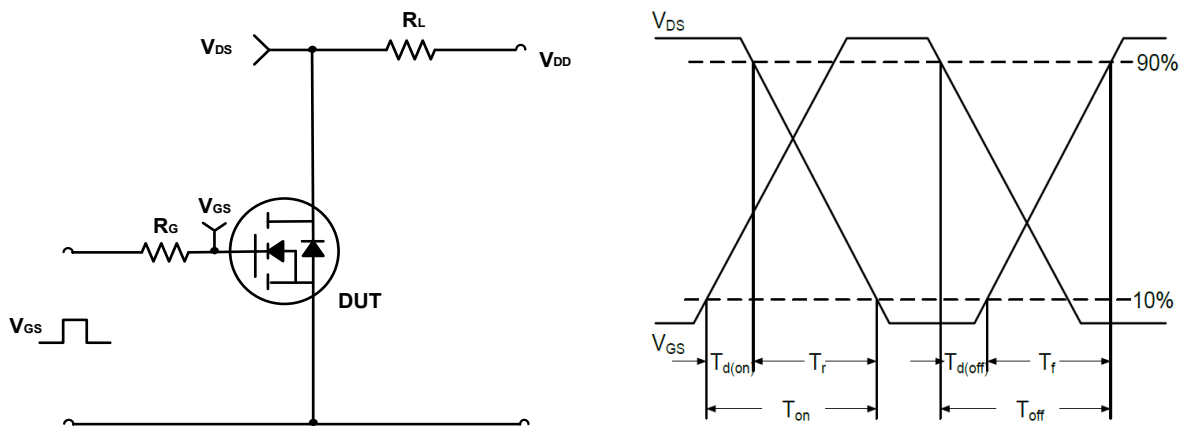 RL
VDS
VDD
VGS
RG
DUT
VGS
VDS
90%
10%
VGS
Td(on)
Tr
Td(off)
Tf
Ton
Toff